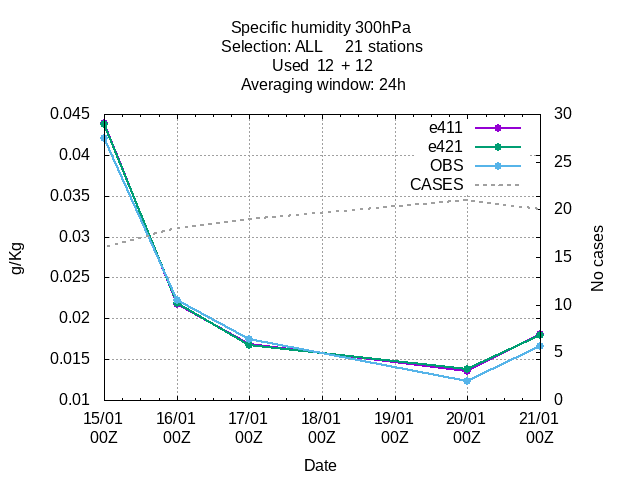 Specific humidity 300hPa
Selection: ALL     21 stations
Used  12  + 12
Averaging window: 24h
0.045
0.04
0.035
0.03
0.025
0.02
0.015
0.01
g/Kg
e411
e421
OBS
CASES
30
25
20
15
10
5
0
No cases
15/01 16/01 17/01 18/01 19/01 20/01 21/01
00Z 00Z 00Z 00Z 00Z 00Z 00Z
Date